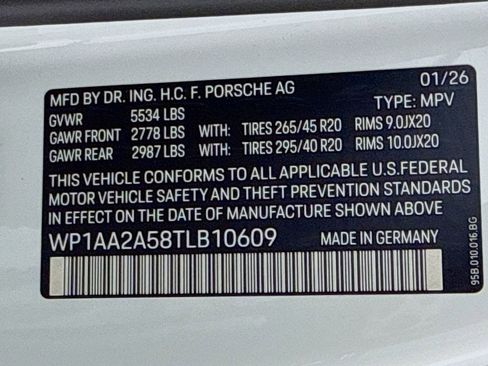 MFD BY DR. ING. H.C. F. PORSCHE AG 01/26
GVWR 5534 LBS TYPE: MPV
GAWR FRONT 2778 LBS WITH: TIRES 265/45 R20 RIMS 9.0JX20
GAWR REAR 2987 LBS WITH: TIRES 295/40 R20 RIMS 10.0JX20
THIS VEHICLE CONFORMS TO ALL APPLICABLE U.S.FEDERAL
MOTOR VEHICLE SAFETY AND THEFT PREVENTION STANDARDS
IN EFFECT ON THE DATE OF MANUFACTURE SHOWN ABOVE
WP1AA2A58TLB10609 MADE IN GERMANY
95B.010.016 BG